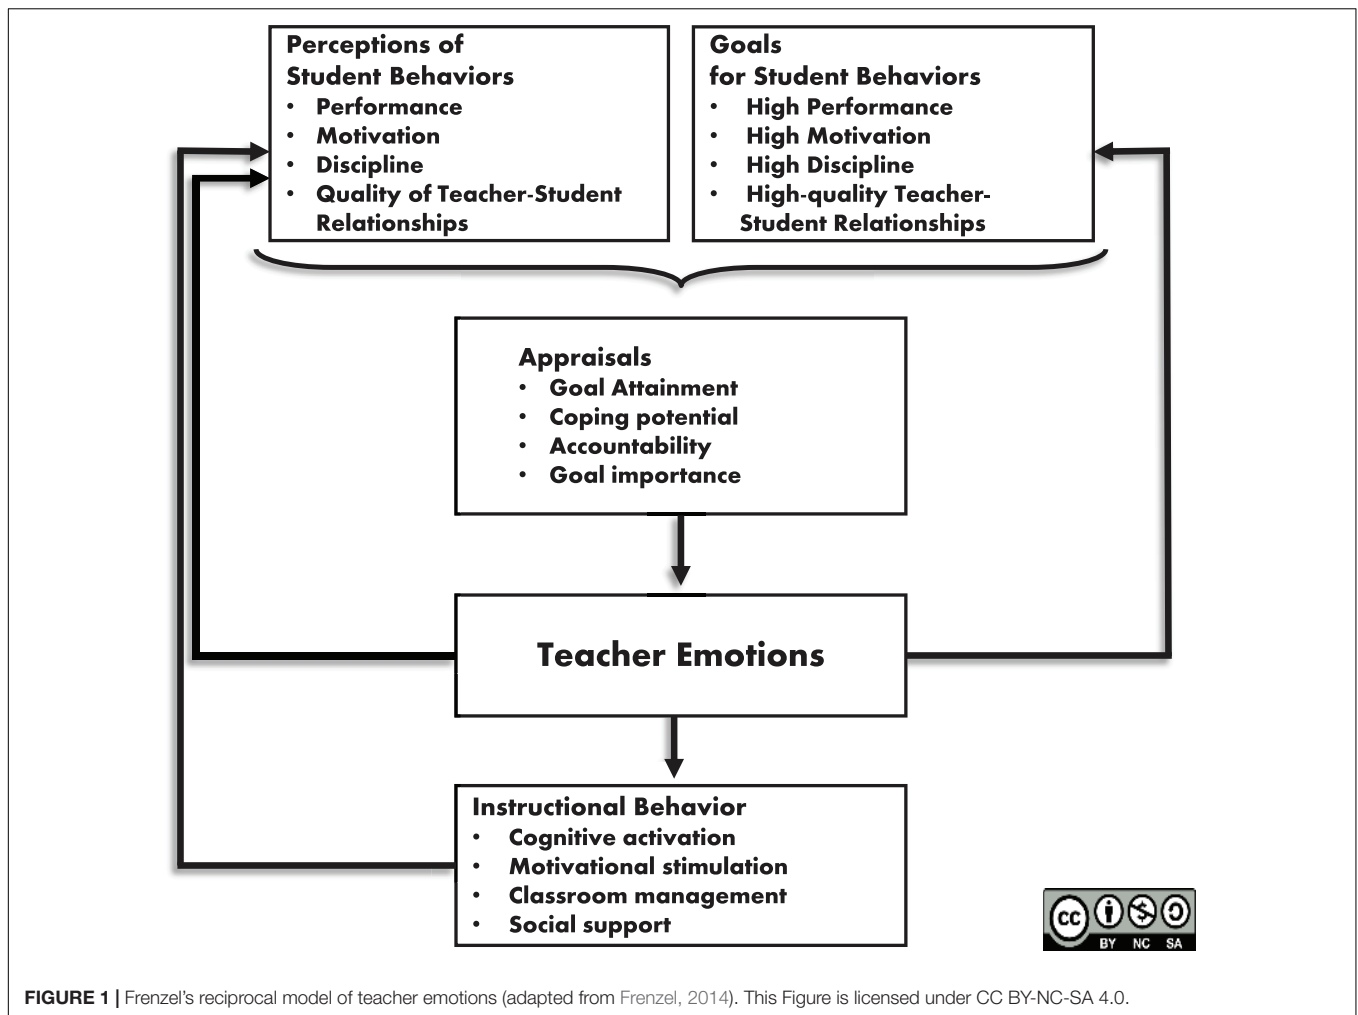 Perceptions of
Student Behaviors
• Performance
• Motivation
• Discipline
• Quality of Teacher-Student
Relationships
Goals
for Student Behaviors
• High Performance
• High Motivation
• High Discipline
• High-quality Teacher-
Student Relationships
Appraisals
• Goal Attainment
• Coping potential
• Accountability
• Goal importance
Teacher Emotions
Instructional Behavior
• Cognitive activation
• Motivational stimulation
• Classroom management
• Social support
cc
BY NC SA
FIGURE 1 | Frenzel's reciprocal model of teacher emotions (adapted from Frenzel, 2014). This Figure is licensed under CC BY-NC-SA 4.0.